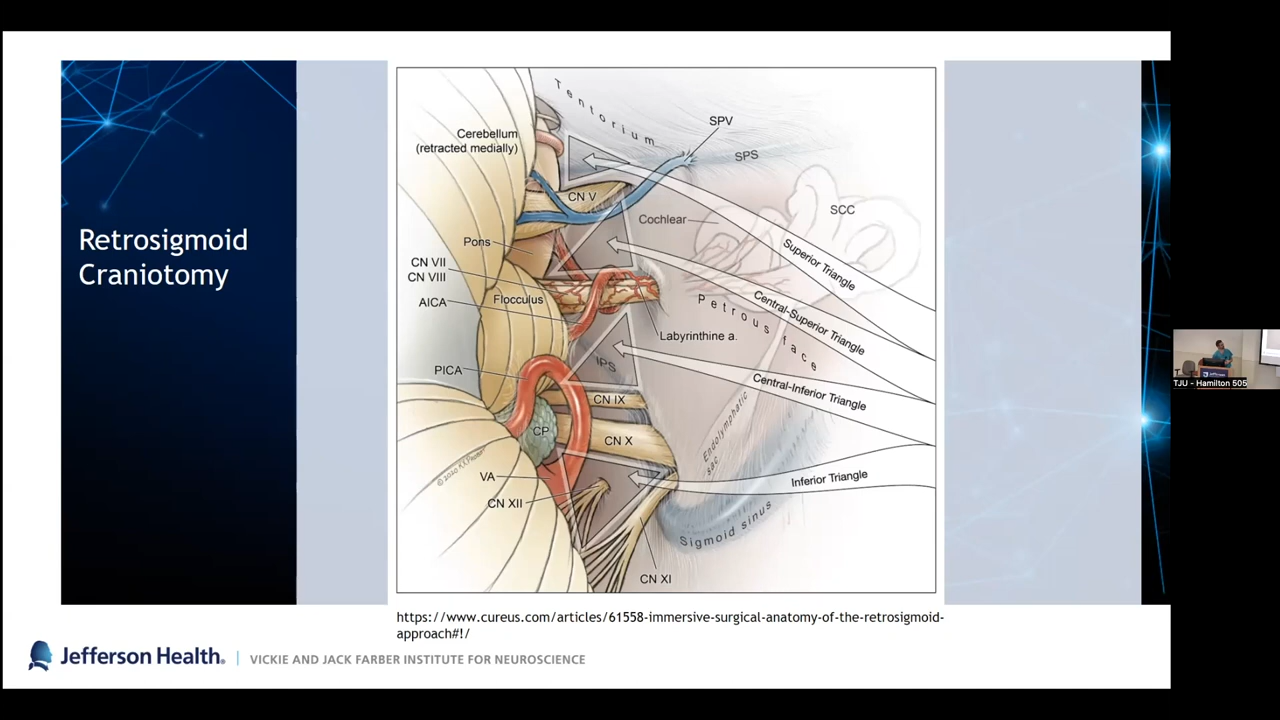 Retrosigmoid
Craniotomy
Tentorium
Cerebellum
(retracted medially)
SPV
SPS
CN V
Cochlear
SCC
Pons
CN VII
CN VIII
AICA
Flocculus
Superior Triangle
Central-Superior Triangle
Petrous face
Labyrinthine a.
IPS
PICA
CN IX
Central-Inferior Triangle
Endolymphatic
sac
CP
CN X
VA
CN XII
Inferior Triangle
Sigmoid sinus
CN XI
https://www.cureus.com/articles/61558-immersive-surgical-anatomy-of-the-retrosigmoid-
approach#!/
Jefferson Health.
VICKIE AND JACK FARBER INSTITUTE FOR NEUROSCIENCE
TJU - Hamilton 505